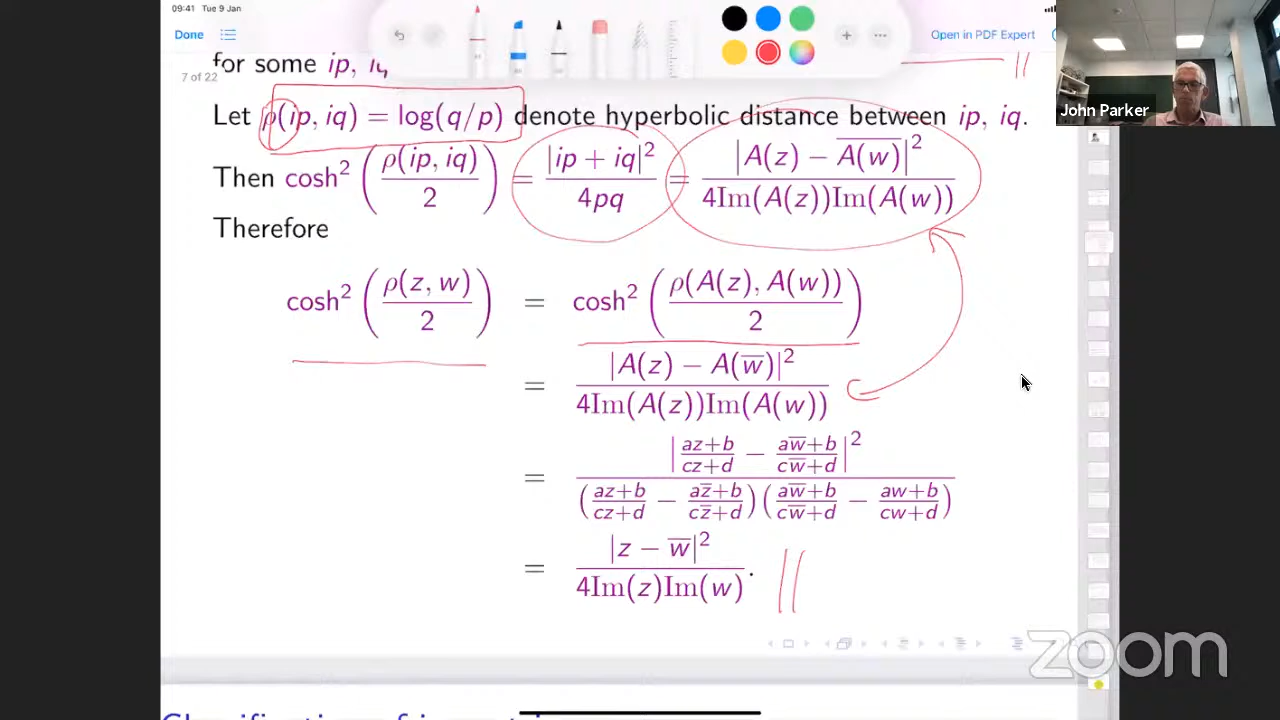 09:41 Tue 9 Jan
Done
Open in PDF Expert
7 of 22
for some ip, iq
John Parker
Let ρ(ip, iq) = log(q/p) denote hyperbolic distance between ip, iq.
Then cosh² (ρ(ip, iq)/2) = |ip + iq|²/4pq = |A(z) − \overline{A(w)}|²/4Im(A(z))Im(A(w))
Therefore
cosh² (ρ(z, w)/2) = cosh² (ρ(A(z), A(w))/2)
= |A(z) − A(\overline{w})|²/4Im(A(z))Im(A(w))
= |(az+b)/(cz+d) − (a\overline{w}+b)/(c\overline{w}+d)|²/((az+b)/(cz+d) − (a\overline{z}+b)/(c\overline{z}+d))((a\overline{w}+b)/(c\overline{w}+d) − (aw+b)/(cw+d))
= |z − \overline{w}|²/4Im(z)Im(w).
zoom